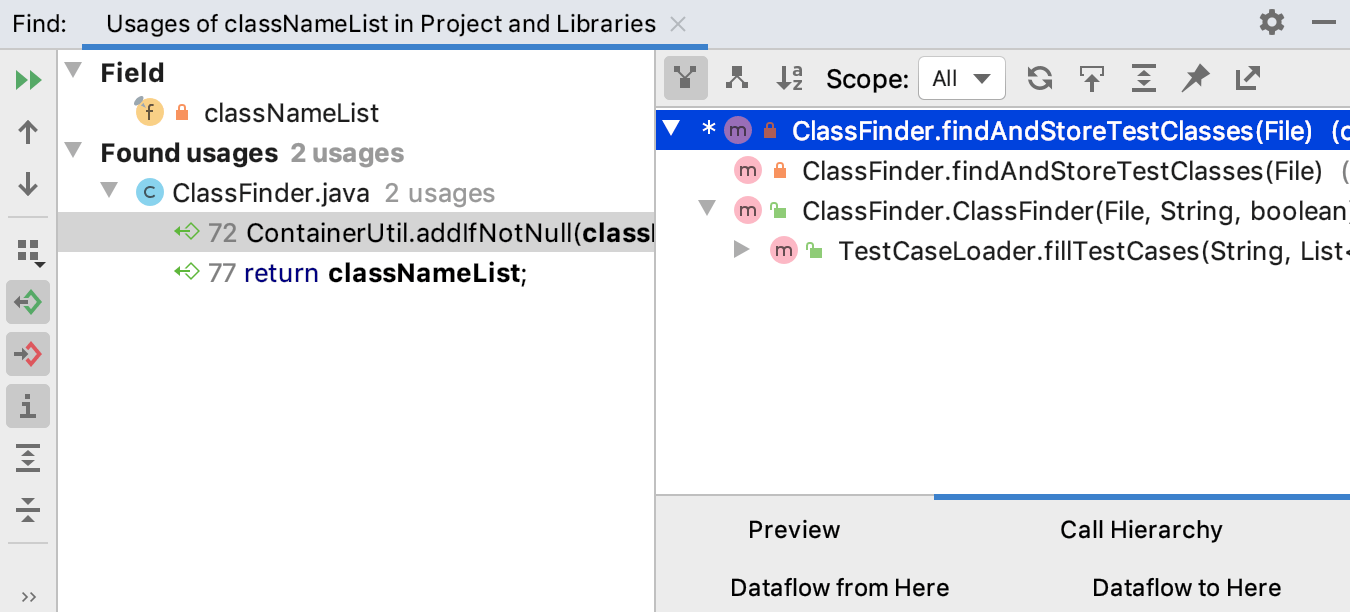 Find: Usages of classNameList in Project and Libraries
Field
f classNameList
Found usages 2 usages
C ClassFinder.java 2 usages
72 ContainerUtil.addIfNotNull(
77 return classNameList;
Scope: All
* m ClassFinder.findAndStoreTestClasses(File) (
m ClassFinder.findAndStoreTestClasses(File) (
m ClassFinder.ClassFinder(File, String, boolean)
m TestCaseLoader.fillTestCases(String, List<
Preview Call Hierarchy
Dataflow from Here Dataflow to Here